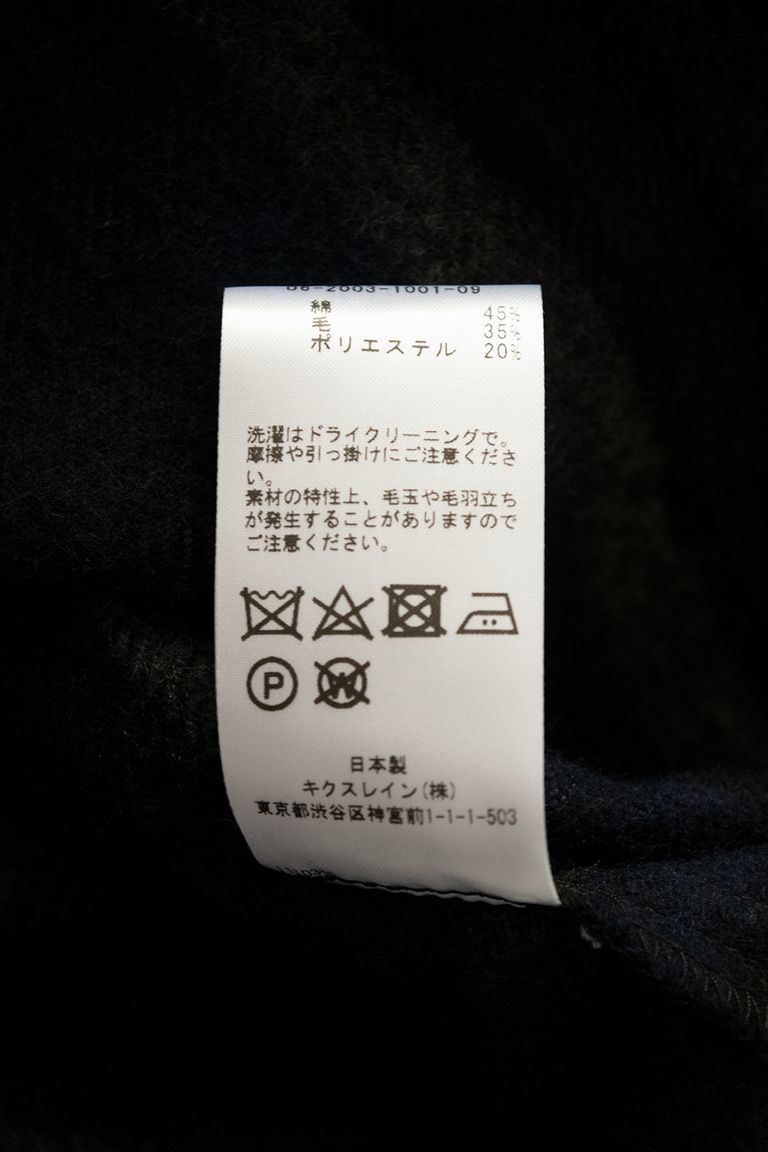 06-2003-1001-09
綿 45%
毛 35%
ポリエステル 20%
洗濯はドライクリーニングで。
摩擦や引っ掛けにご注意くださ
い。
素材の特性上、毛玉や毛羽立ち
が発生することがありますので
ご注意ください。
P
W
日本製
キクスレイン(株)
東京都渋谷区神宮前1-1-1-503